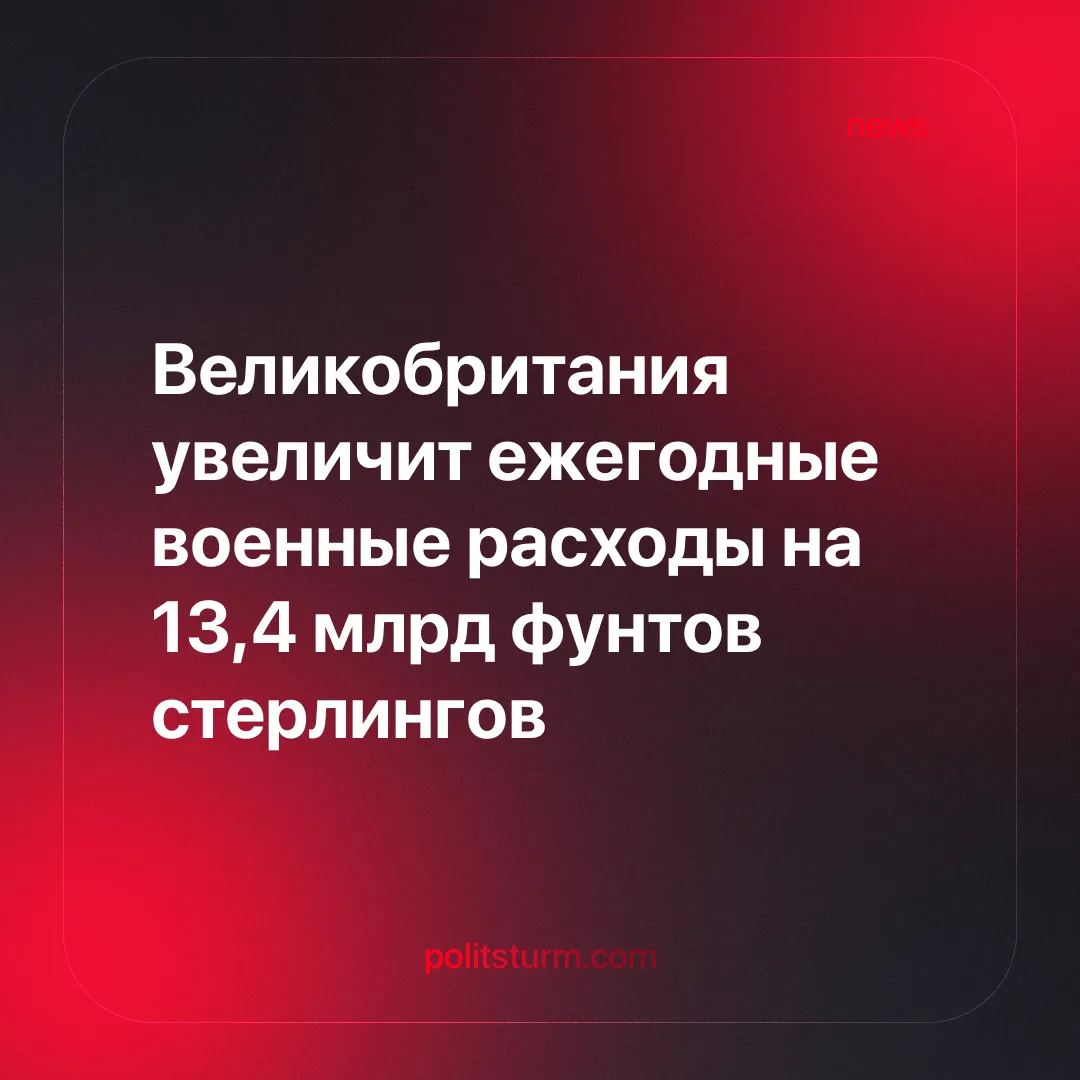 news
Великобритания
увеличит ежегодные
военные расходы на
13,4 млрд фунтов
стерлингов
politsturm.com